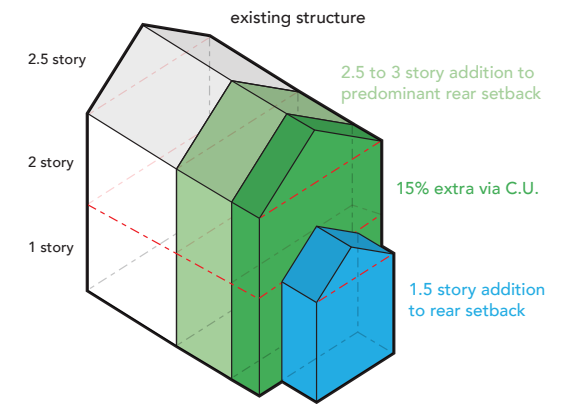 existing structure
2.5 story
2.5 to 3 story addition to
predominant rear setback
2 story
15% extra via C.U.
1 story
1.5 story addition
to rear setback